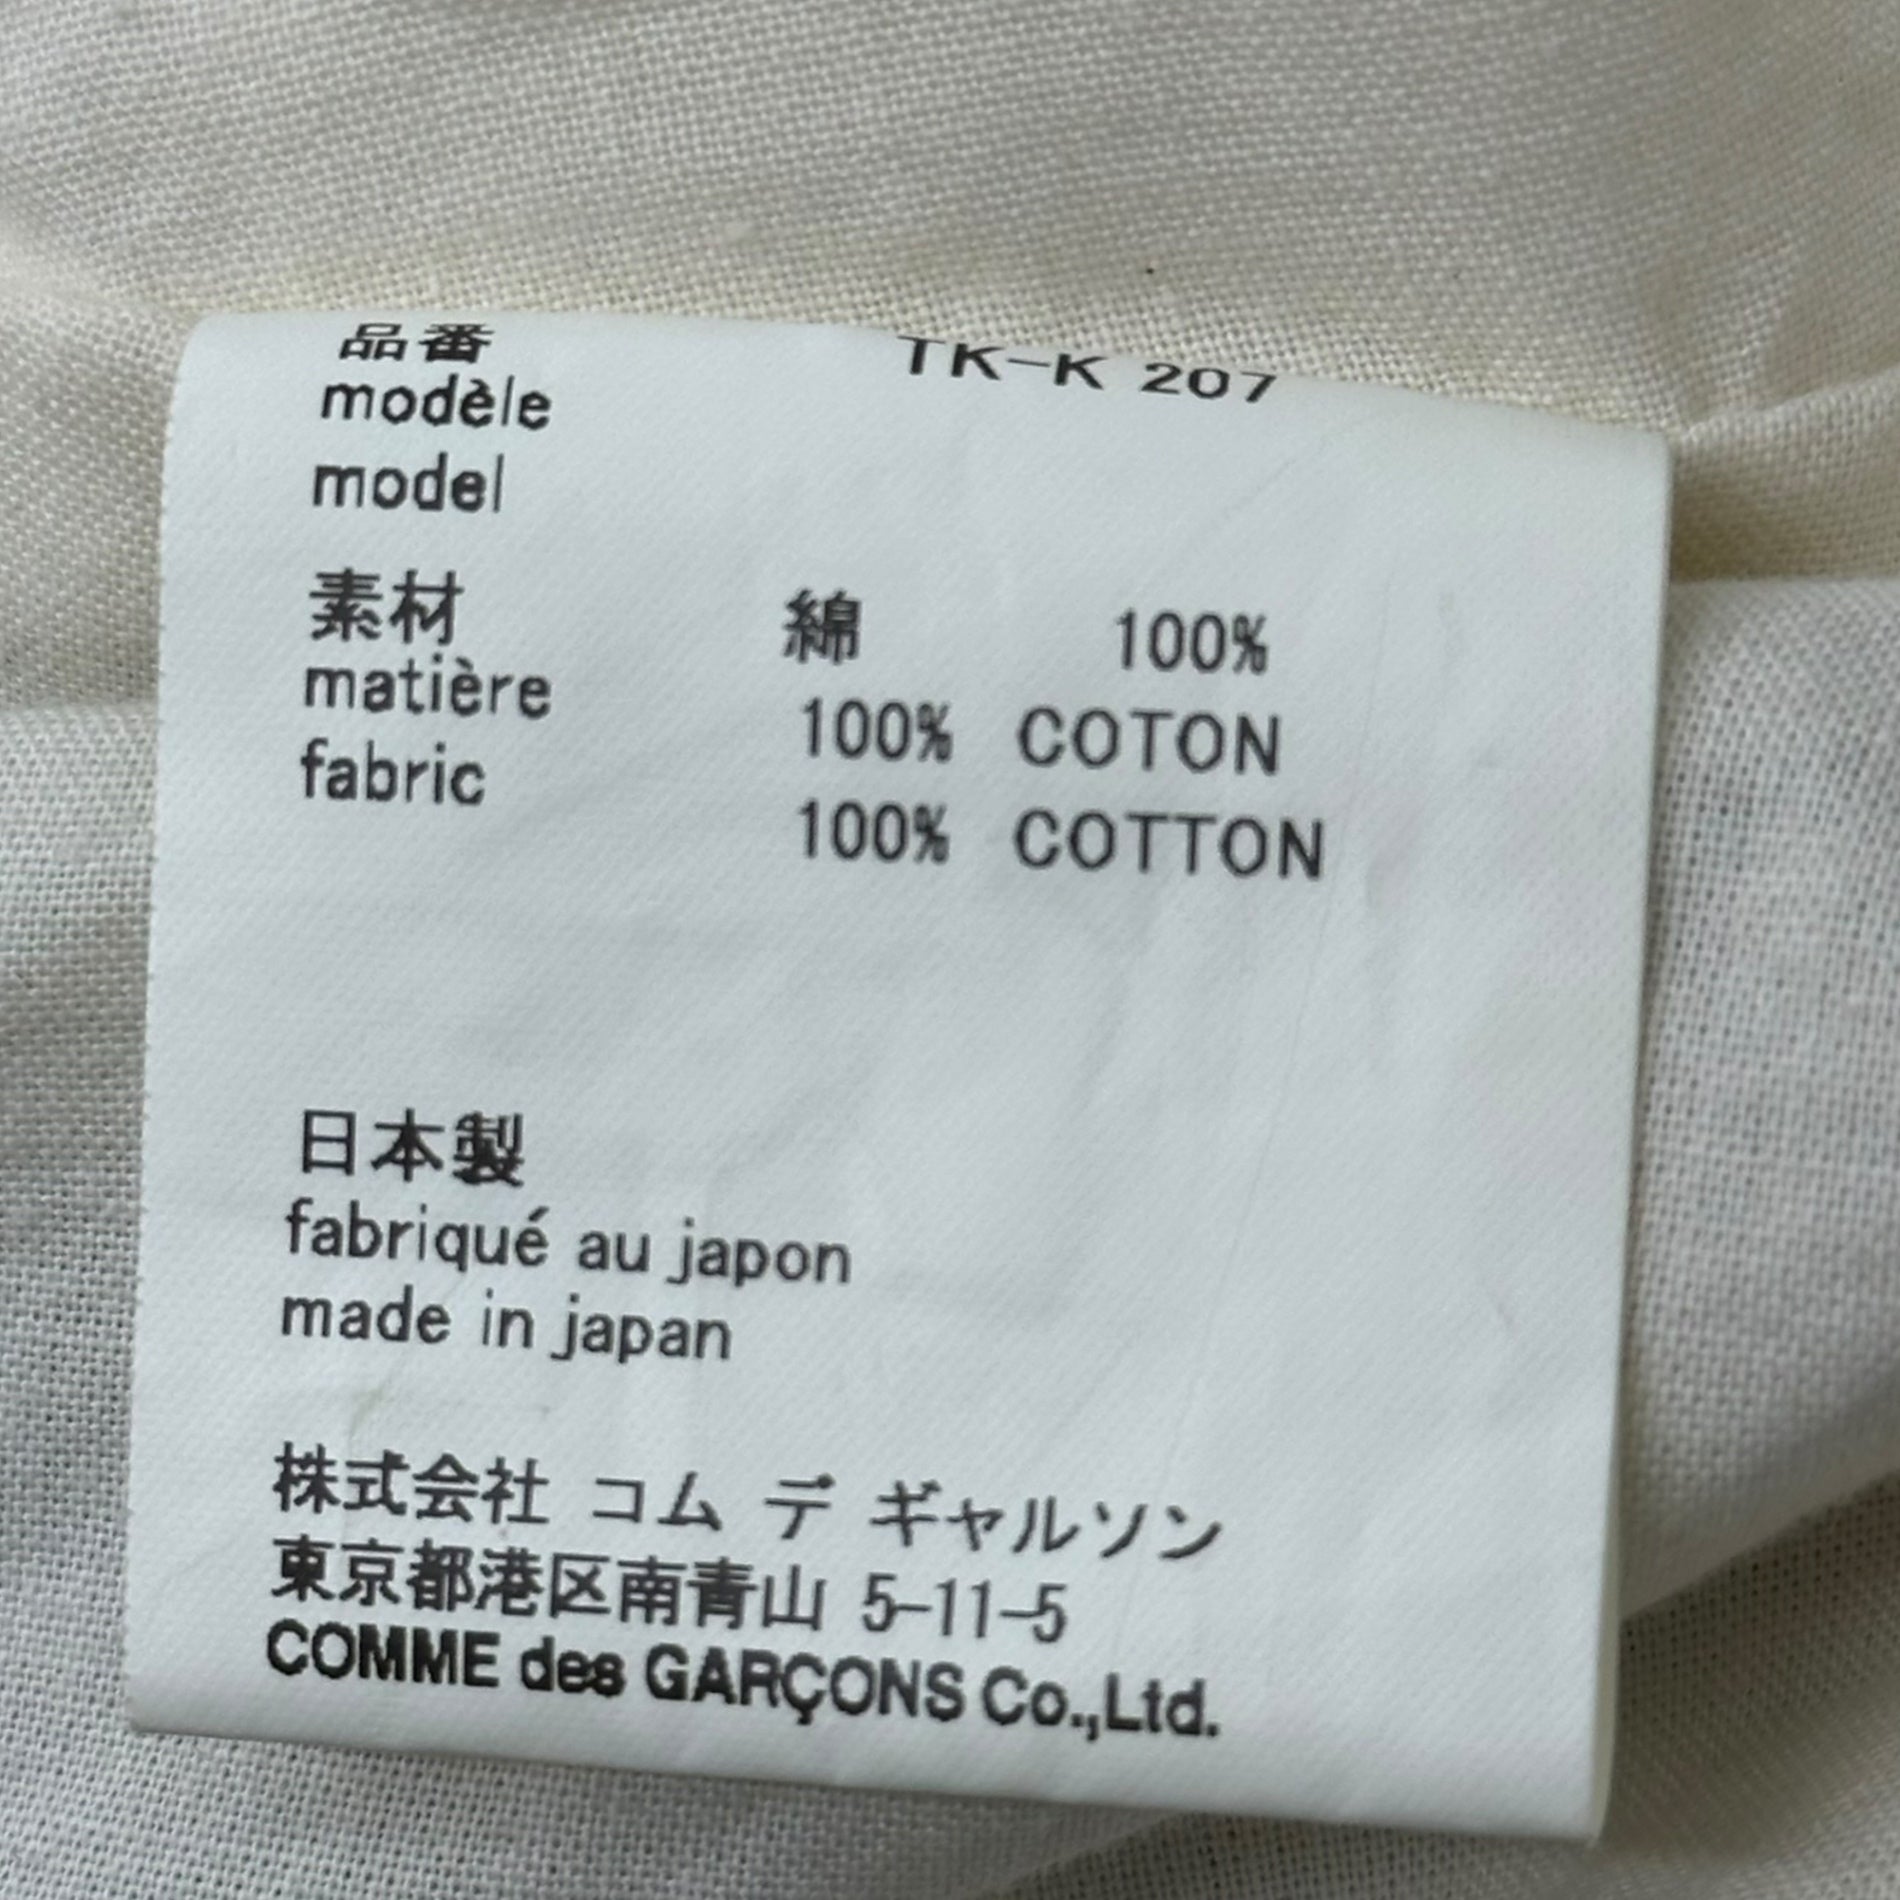 品番 TK-K 207
modèle
model
素材 綿 100%
matière 100% COTON
fabric 100% COTTON
日本製
fabriqué au japon
made in japan
株式会社 コム デ ギャルソン
東京都港区南青山 5-11-5
COMME des GARÇONS Co.,Ltd.